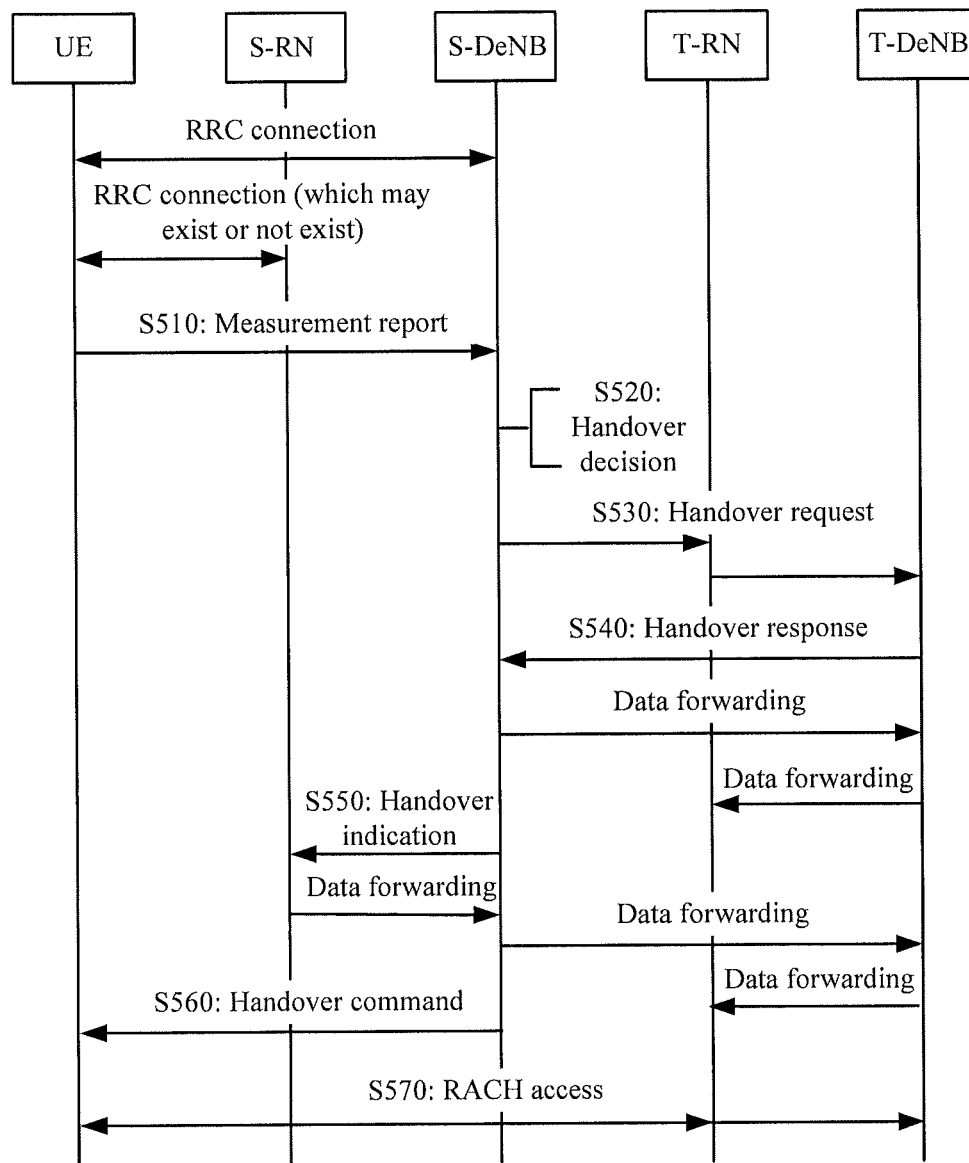 UE
S-RN
S-DeNB
T-RN
T-DeNB
RRC connection
RRC connection (which may
exist or not exist)
S510: Measurement report
S520:
Handover
decision
S530: Handover request
S540: Handover response
Data forwarding
Data forwarding
S550: Handover
indication
Data forwarding
Data forwarding
Data forwarding
S560: Handover command
S570: RACH access